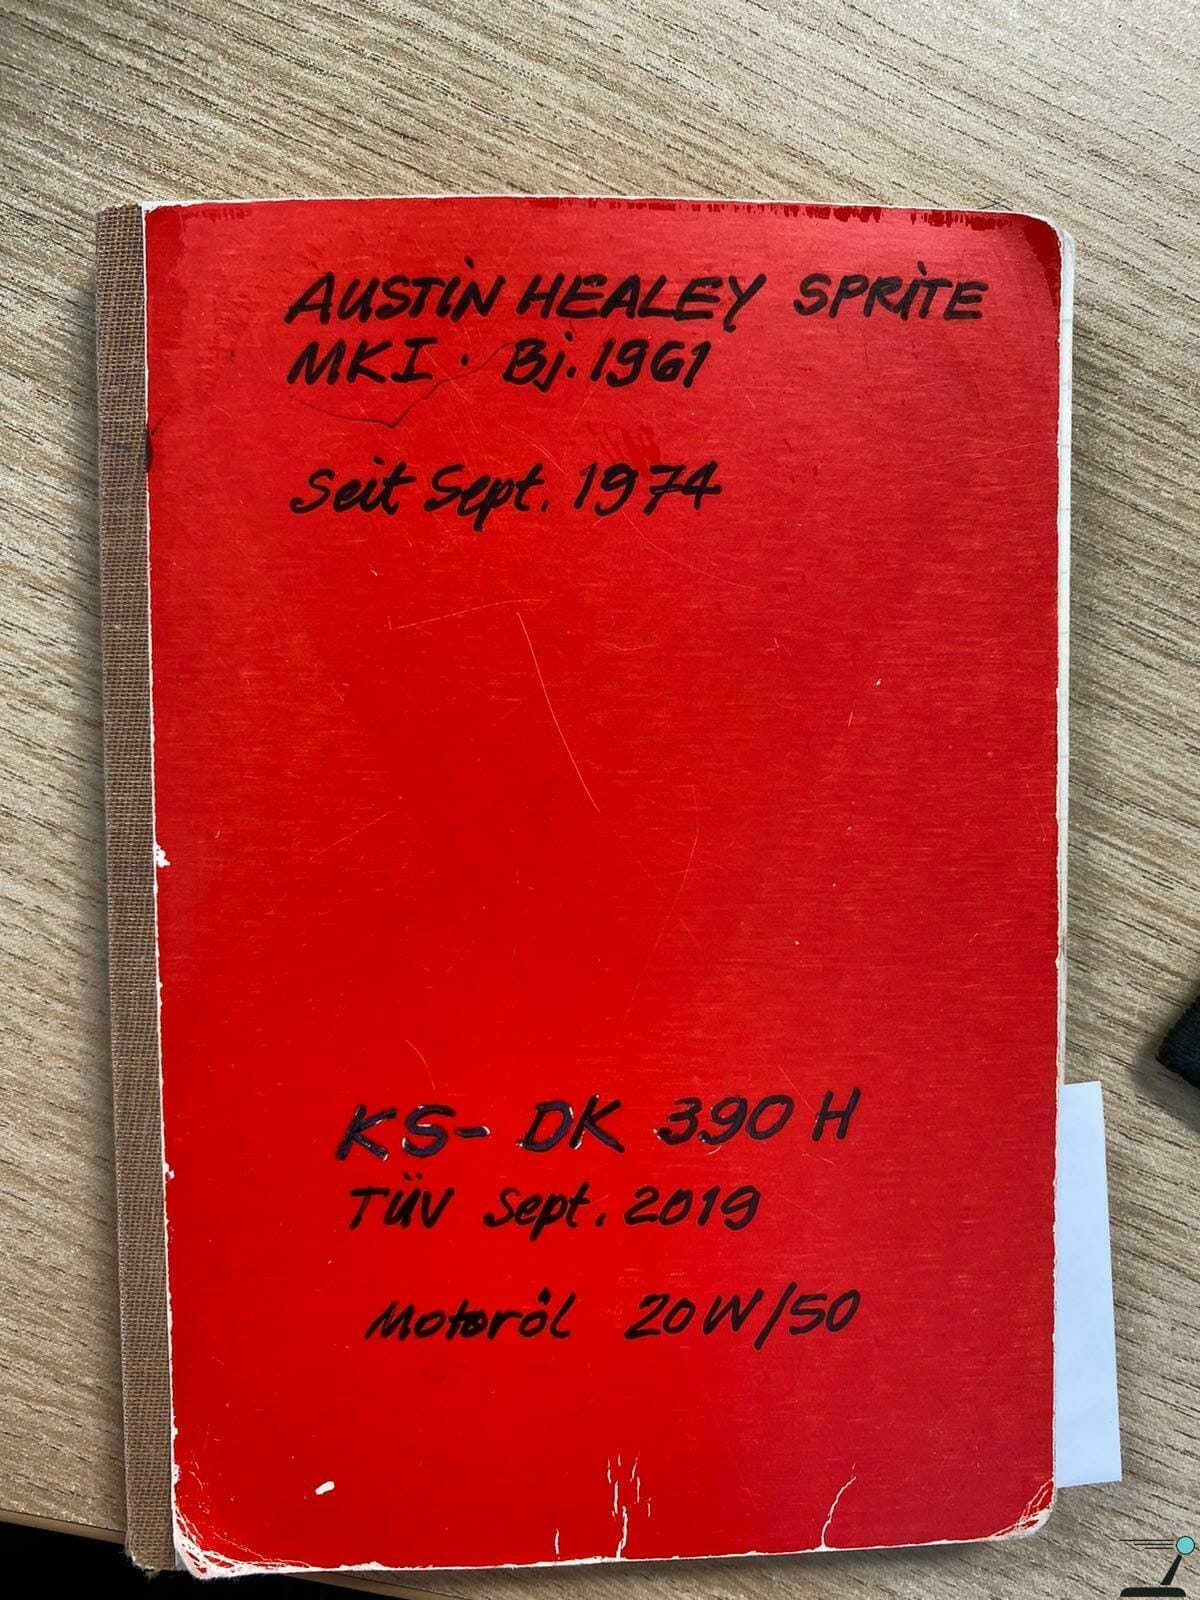 AUSTIN HEALEY SPRITE
MKI · Bj. 1961
Seit Sept. 1974
KS- DK 390 H
TÜV Sept. 2019
Motoröl 20W/50